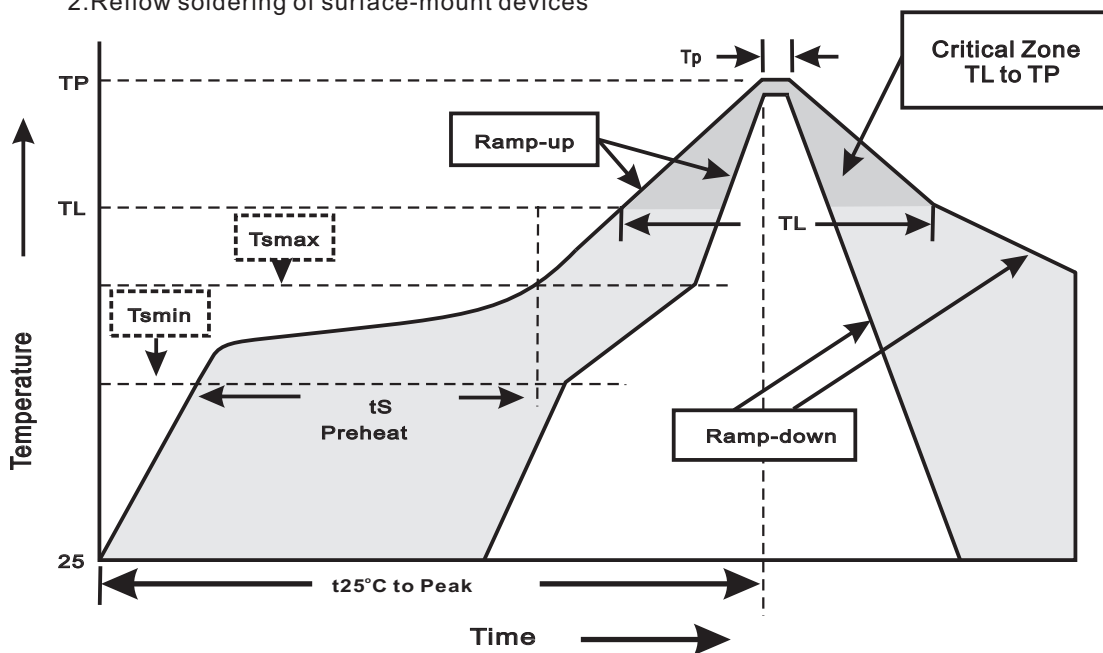 2.Reflow soldering of surface-mount devices
Tp
Critical Zone
TL to TP
TP
Ramp-up
TL
TL
Tsmax
Tsmin
Temperature
tS
Preheat
Ramp-down
25
t25°C to Peak
Time